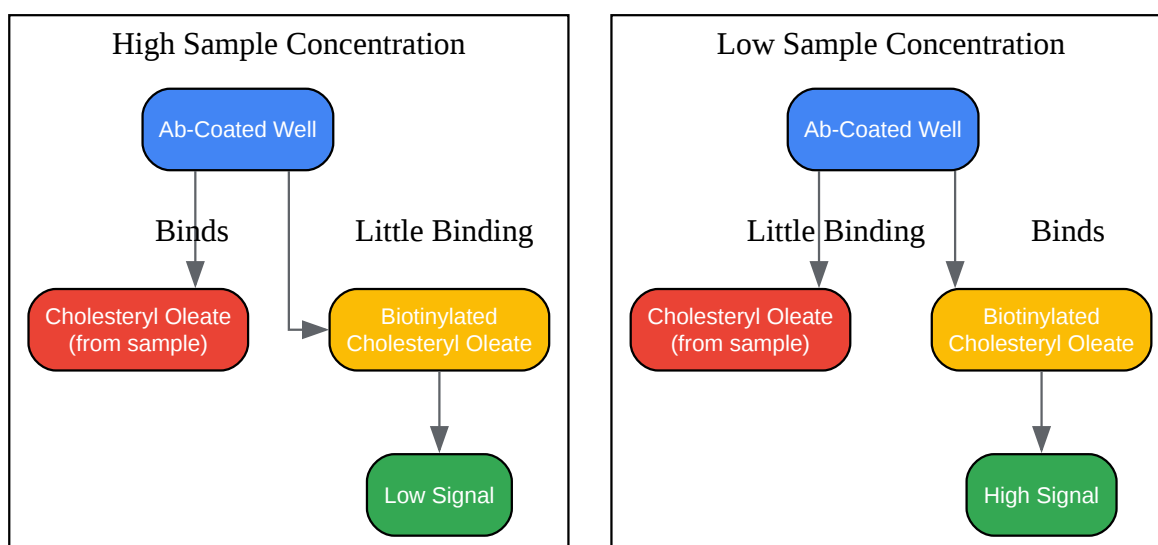 High Sample Concentration
Ab-Coated Well
Binds
Little Binding
Cholesteryl Oleate
(from sample)
Biotinylated
Cholesteryl Oleate
Low Signal
Low Sample Concentration
Ab-Coated Well
Little Binding
Binds
Cholesteryl Oleate
(from sample)
Biotinylated
Cholesteryl Oleate
High Signal